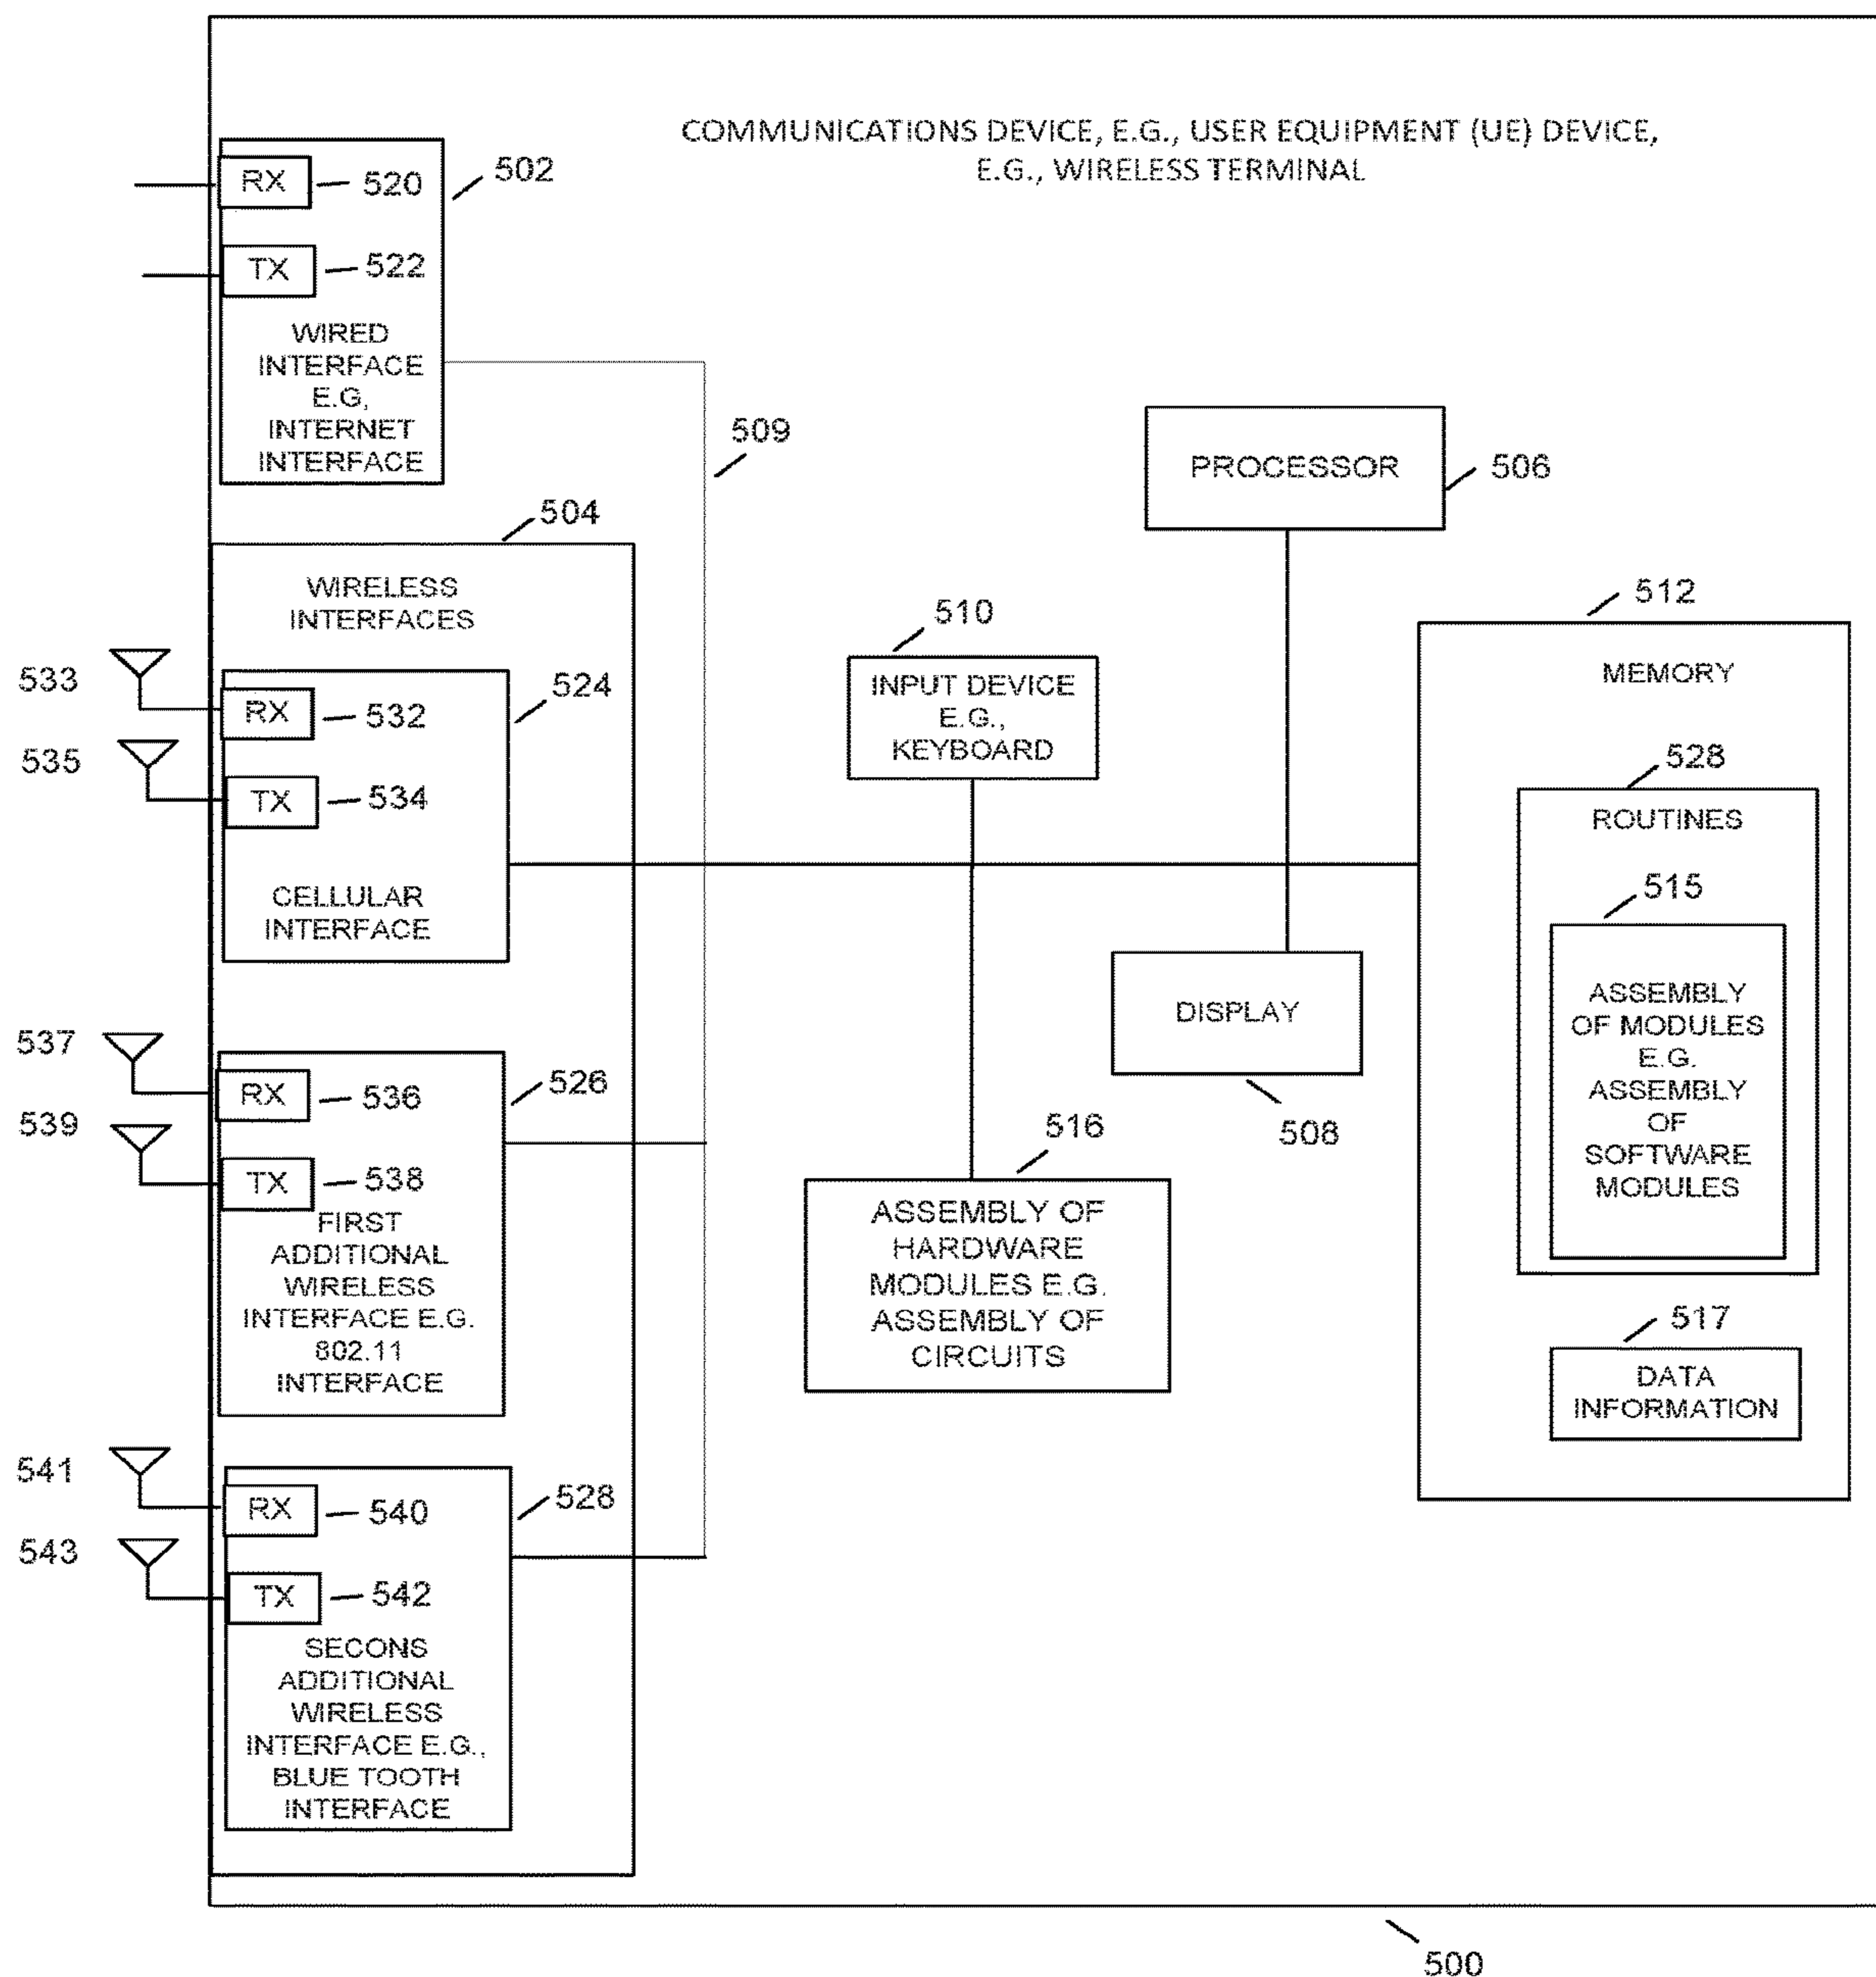 COMMUNICATIONS DEVICE, E.G., USER EQUIPMENT (UE) DEVICE,
E.G., WIRELESS TERMINAL
RX
520
502
TX
522
WIRED
INTERFACE
E.G,
INTERNET
INTERFACE
509
PROCESSOR
506
504
WIRELESS
INTERFACES
533
RX
532
524
535
TX
534
CELLULAR
INTERFACE
510
INPUT DEVICE
E.G.,
KEYBOARD
512
MEMORY
528
ROUTINES
515
ASSEMBLY
OF MODULES
E.G.
ASSEMBLY
OF
SOFTWARE
MODULES
517
DATA
INFORMATION
DISPLAY
508
516
ASSEMBLY OF
HARDWARE
MODULES E.G.
ASSEMBLY OF
CIRCUITS
537
RX
536
526
539
TX
538
FIRST
ADDITIONAL
WIRELESS
INTERFACE E.G.
802.11
INTERFACE
541
RX
540
528
543
TX
542
SECONS
ADDITIONAL
WIRELESS
INTERFACE E.G.,
BLUE TOOTH
INTERFACE
500